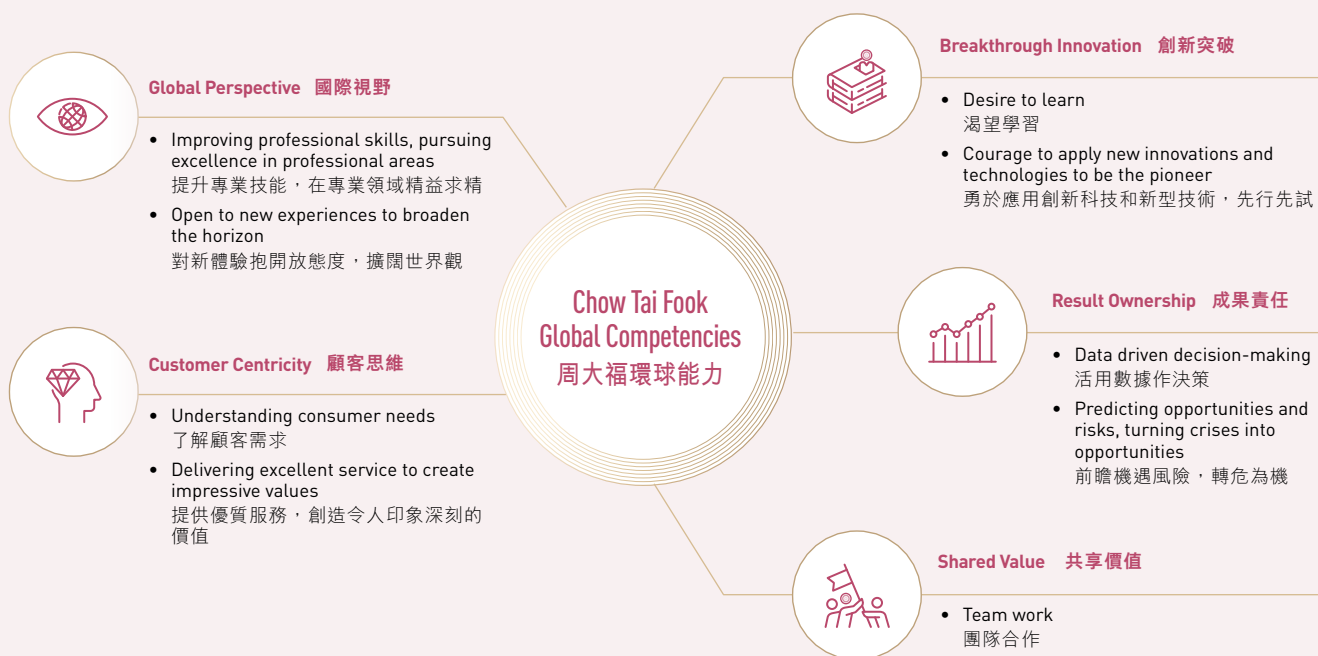 Global Perspective 國際視野
• Improving professional skills, pursuing
excellence in professional areas
提升專業技能，在專業領域精益求精
• Open to new experiences to broaden
the horizon
對新體驗抱開放態度，擴闊世界觀
Customer Centricity 顧客思維
• Understanding consumer needs
了解顧客需求
• Delivering excellent service to create
impressive values
提供優質服務，創造令人印象深刻的
價值
Chow Tai Fook
Global Competencies
周大福環球能力
Breakthrough Innovation 創新突破
• Desire to learn
渴望學習
• Courage to apply new innovations and
technologies to be the pioneer
勇於應用創新科技和新型技術，先行先試
Result Ownership 成果責任
• Data driven decision-making
活用數據作決策
• Predicting opportunities and
risks, turning crises into
opportunities
前瞻機遇風險，轉危為機
Shared Value 共享價值
• Team work
團隊合作